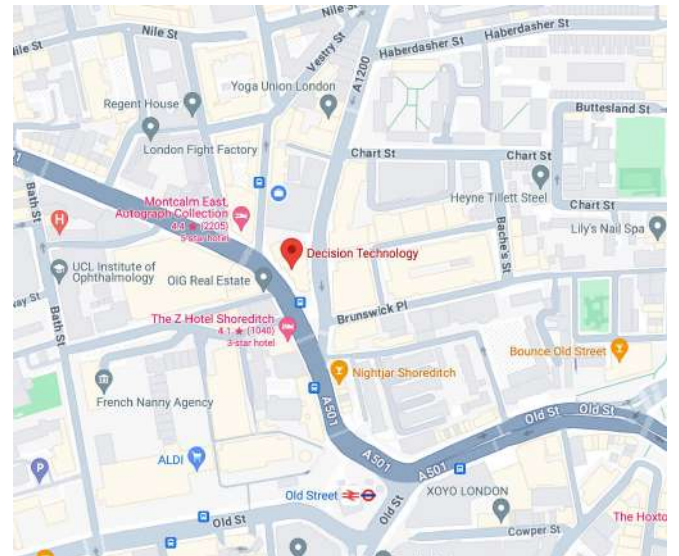 Nile St
Nile St
Nile St
Haberdasher St
Haberdasher St
Vestry St
A1200
Yoga Union London
Regent House
Buttesland St
London Fight Factory
Chart St
Chart St
Bath St
Montcalm East,
Autograph Collection
4.4 ★ (2205)
5-star hotel
Heyne Tillett Steel
Chart St
H
Bache's St
Lily's Nail Spa
Decision Technology
UCL Institute of
Ophthalmology
OIG Real Estate
Brunswick Pl
The Z Hotel Shoreditch
4.1 ★ (1040)
3-star hotel
Bath St
Bounce Old Street
Nightjar Shoreditch
French Nanny Agency
A501
Old St
Old St
ALDI
A501
A501
P
Old Street
Old St
XOYO LONDON
Old St
The Hoxto
Cowper St